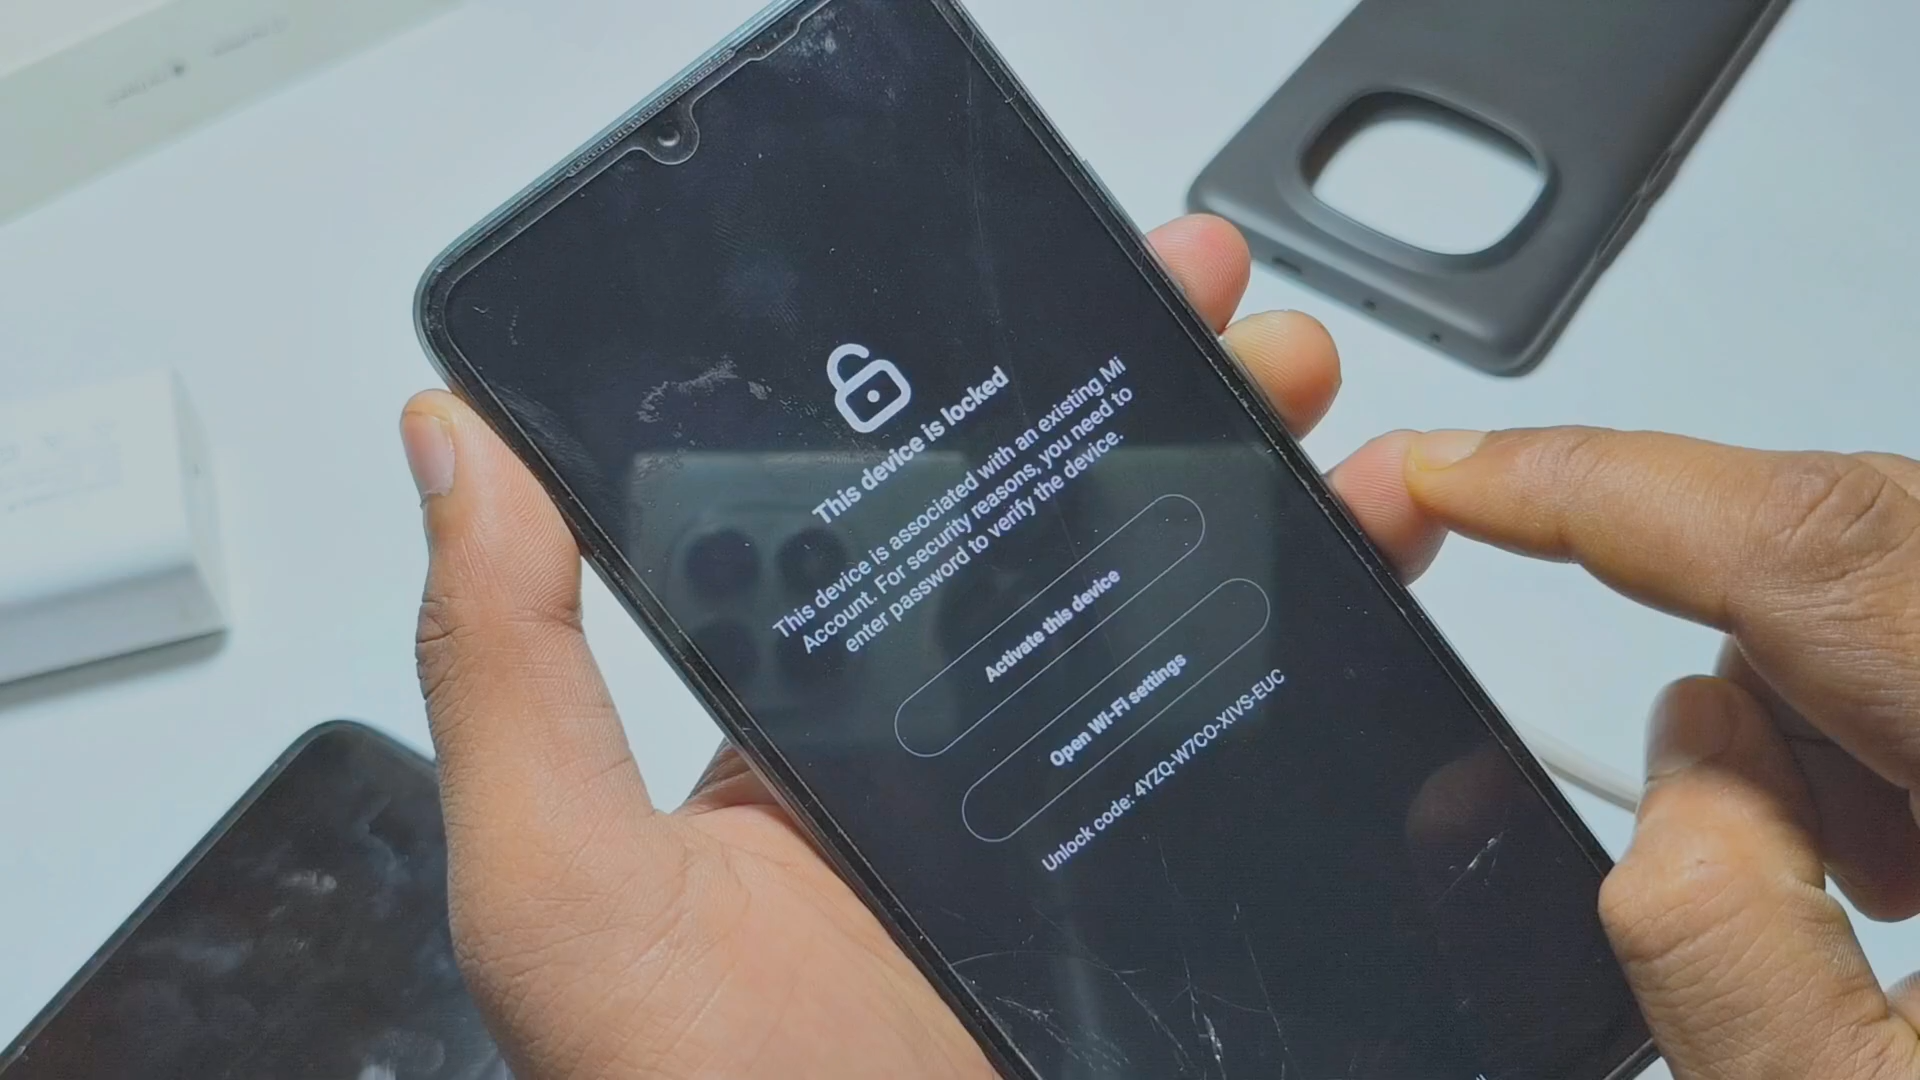 This device is locked
This device is associated with an existing Mi
Account. For security reasons, you need to
enter password to verify the device.
Activate this device
Open Wi-Fi settings
Unlock code: 4YZQ-W7CO-XIVS-EUC